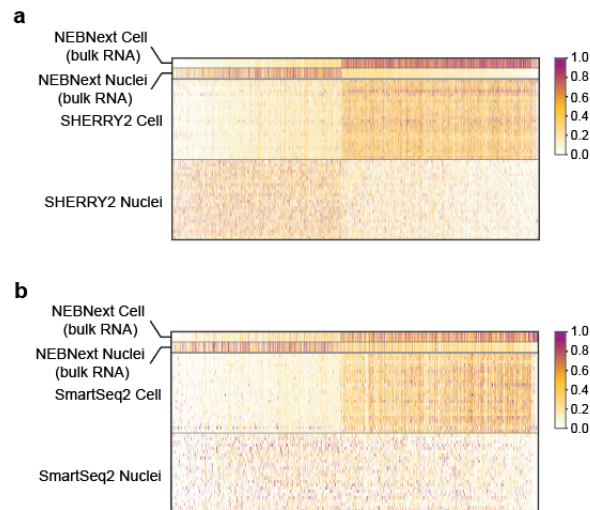 a
NEBNext Cell
(bulk RNA)
NEBNext Nuclei
(bulk RNA)
SHERRY2 Cell
SHERRY2 Nuclei
1.0
0.8
0.6
0.4
0.2
0.0
b
NEBNext Cell
(bulk RNA)
NEBNext Nuclei
(bulk RNA)
SmartSeq2 Cell
SmartSeq2 Nuclei
1.0
0.8
0.6
0.4
0.2
0.0